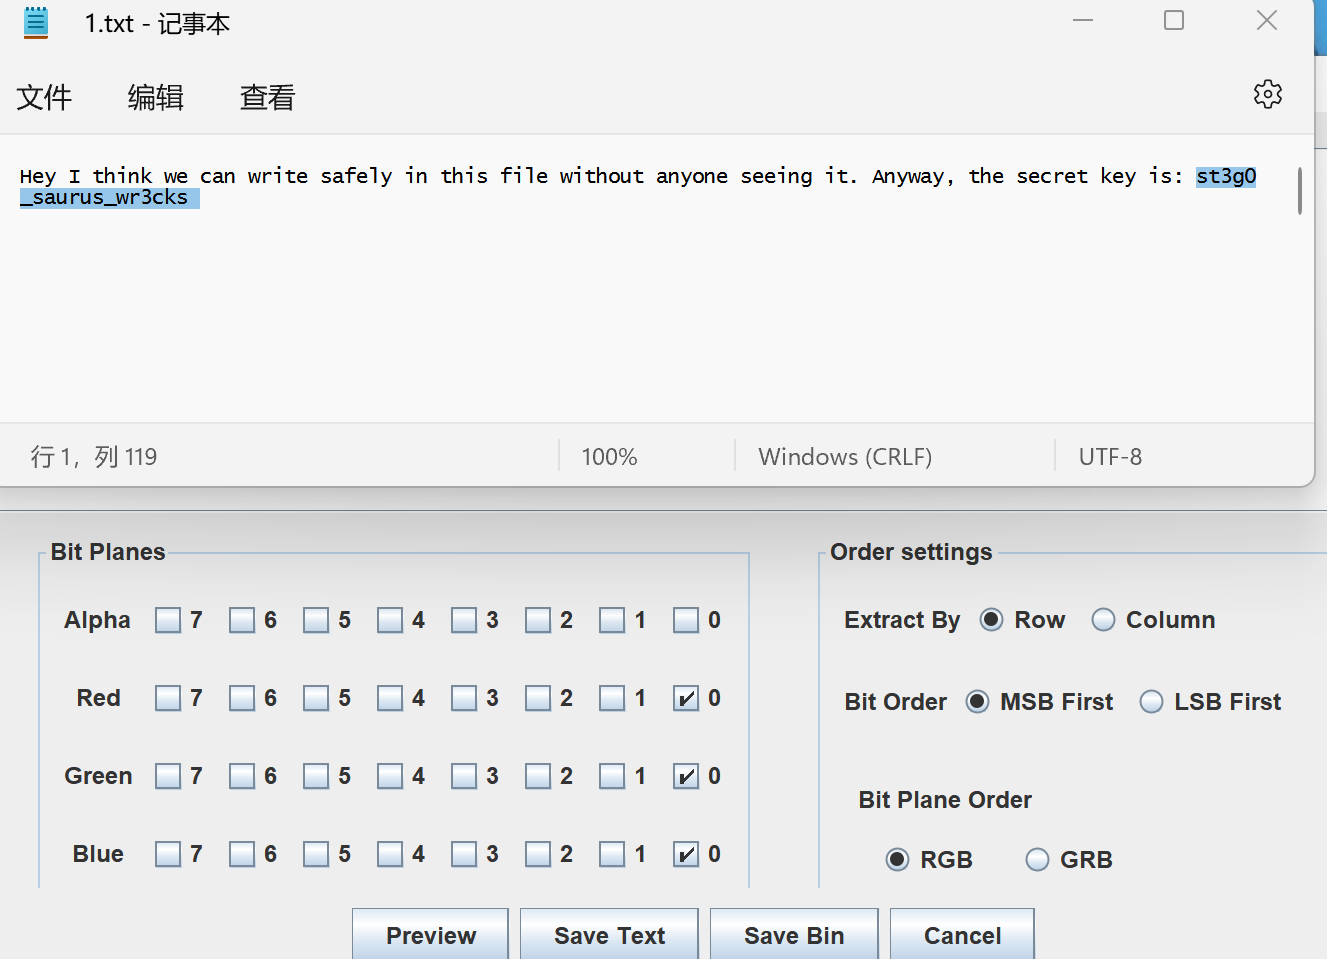 1.txt - 记事本
文件 编辑 查看
Hey I think we can write safely in this file without anyone seeing it. Anyway, the secret key is: st3g0
_saurus_wr3cks
行 1，列 119 100% Windows (CRLF) UTF-8
Bit Planes
Order settings
Alpha 7 6 5 4 3 2 1 0
Extract By Row Column
Red 7 6 5 4 3 2 1 0
Bit Order MSB First LSB First
Green 7 6 5 4 3 2 1 0
Bit Plane Order
Blue 7 6 5 4 3 2 1 0
RGB GRB
Preview Save Text Save Bin Cancel